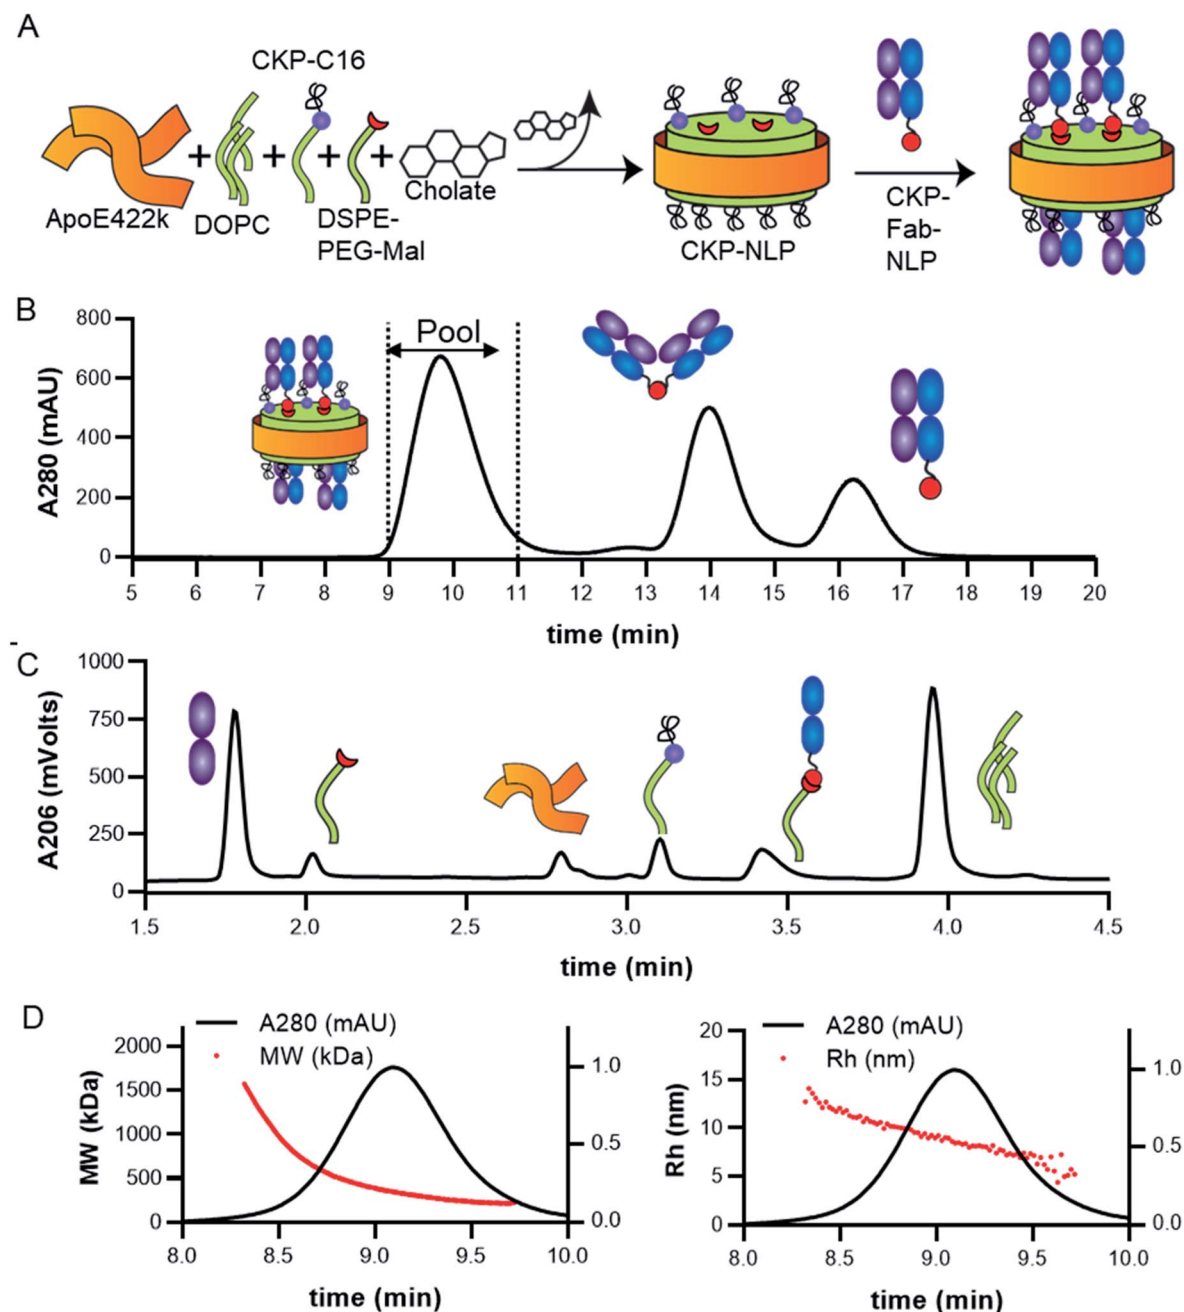 A
CKP-C16
+
+
+
+
ApoE422k
DOPC
DSPE-
PEG-Mal
Cholate
CKP-NLP
CKP-
Fab-
NLP
B
Pool
A280 (mAU)
800
600
400
200
0
5 6 7 8 9 10 11 12 13 14 15 16 17 18 19 20
time (min)
-
C
A206 (mVolts)
1000
750
500
250
0
1.5 2.0 2.5 3.0 3.5 4.0 4.5
time (min)
D
A280 (mAU)
MW (kDa)
MW (kDa)
2000
1500
1000
500
0
1.0
0.5
0.0
8.0 8.5 9.0 9.5 10.0
time (min)
A280 (mAU)
Rh (nm)
Rh (nm)
20
15
10
5
0
1.0
0.5
0.0
8.0 8.5 9.0 9.5 10.0
time (min)